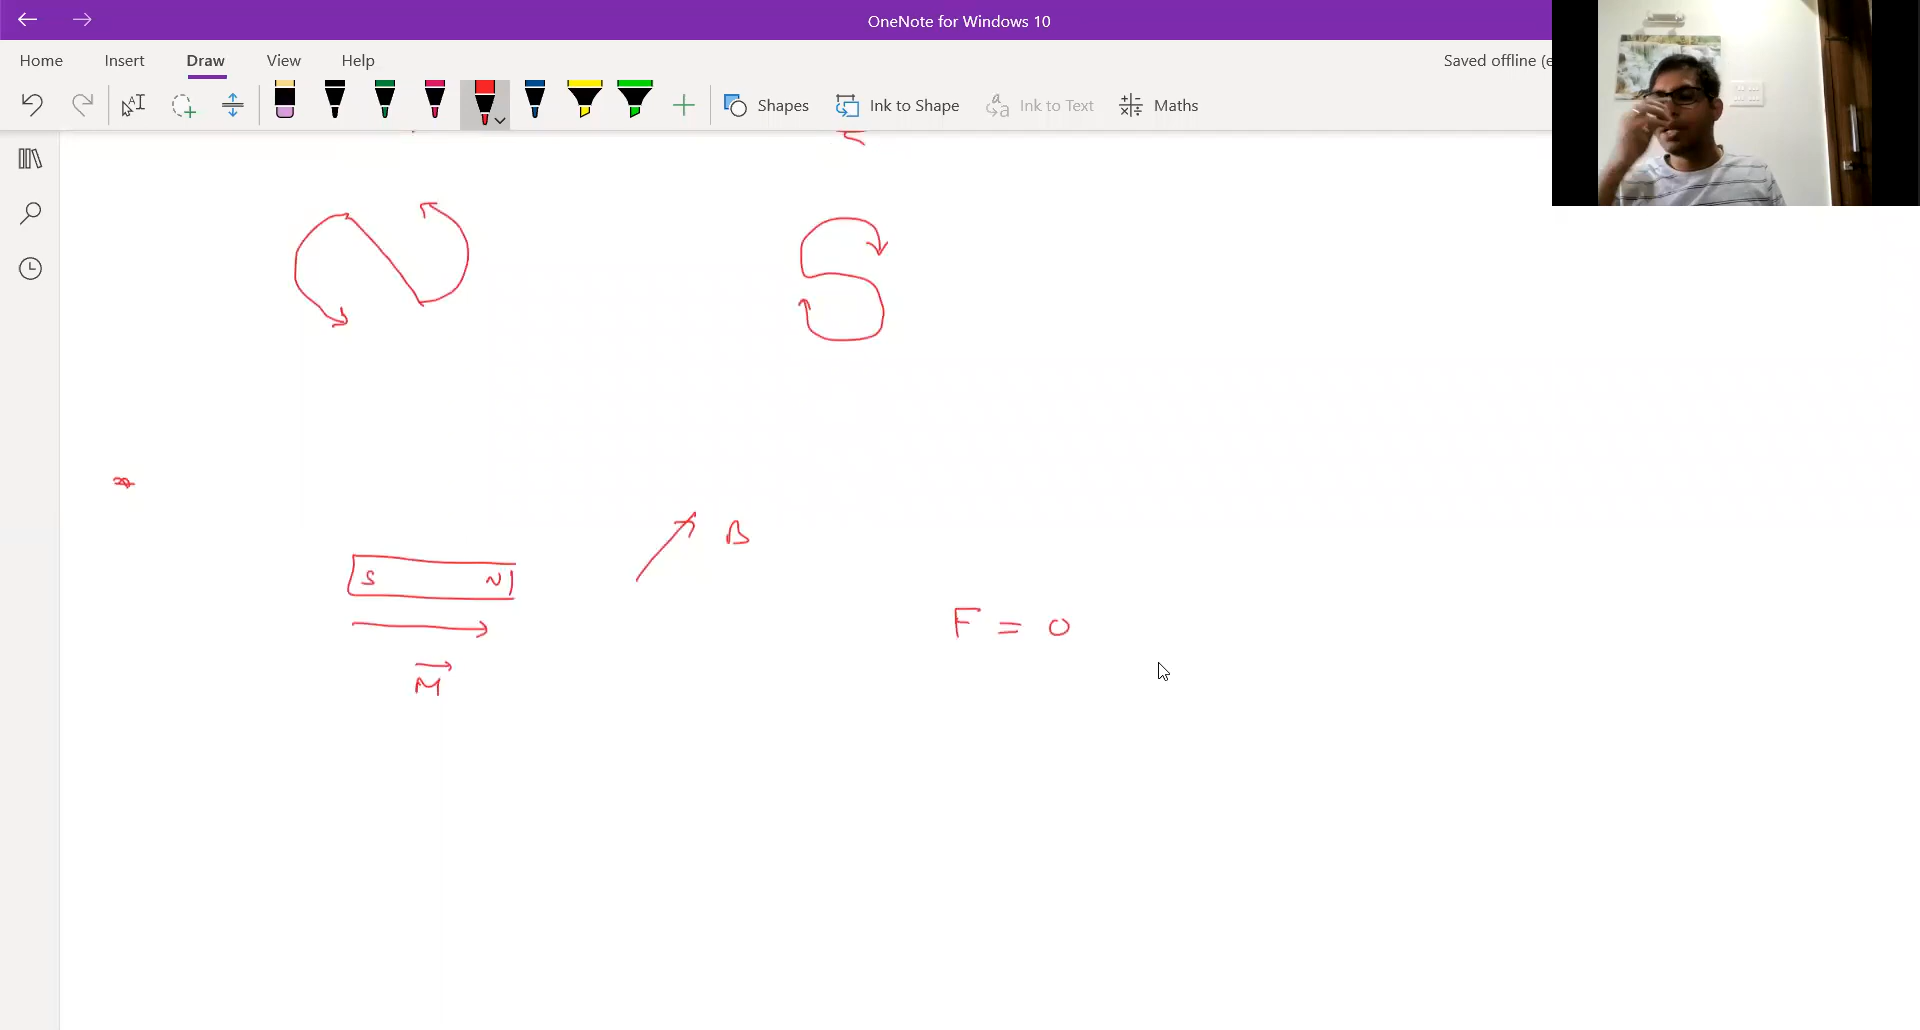 OneNote for Windows 10
Home Insert Draw View Help
Saved offline (e
Shapes Ink to Shape Ink to Text Maths
N S
B
S N
F = 0
M